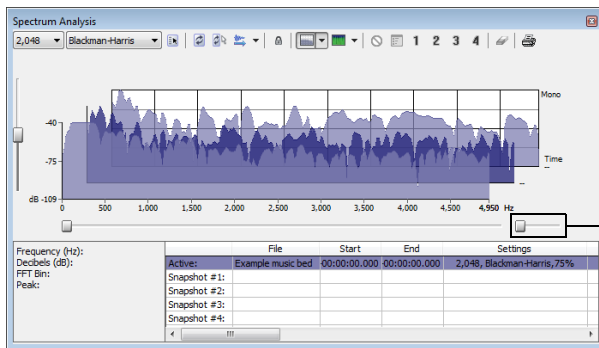 Spectrum Analysis
2,048 Blackman-Harris 1 2 3 4
Mono
-40
-75
Time
dB -109
0 500 1,000 1,500 2,000 2,500 3,000 3,500 4,000 4,500 4,950 Hz
Frequency (Hz):
Decibels (dB):
FFT Bin:
Peak:
File Start End Settings
Active: Example music bed -00:00:00.000 -00:00:00.000 2,048, Blackman-Harris,75%
Snapshot #1:
Snapshot #2:
Snapshot #3:
Snapshot #4: